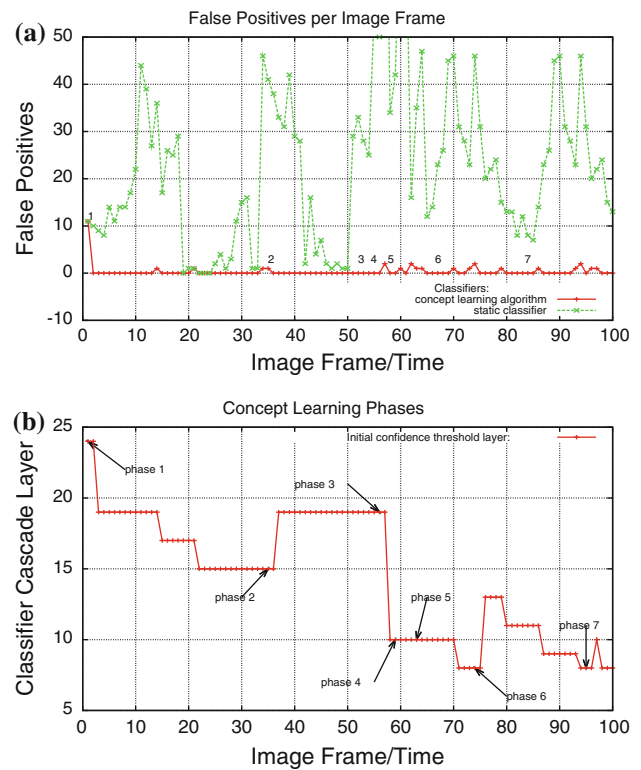 False Positives per Image Frame
(a)
50
40
30
20
10
0
-10
False Positives
1
2
3
4
5
6
7
Classifiers:
concept learning algorithm
static classifier
0 10 20 30 40 50 60 70 80 90 100
Image Frame/Time
(b)
Concept Learning Phases
25
20
15
10
5
Classifier Cascade Layer
Initial confidence threshold layer:
phase 1
phase 3
phase 2
phase 5
phase 7
phase 4
phase 6
0 10 20 30 40 50 60 70 80 90 100
Image Frame/Time